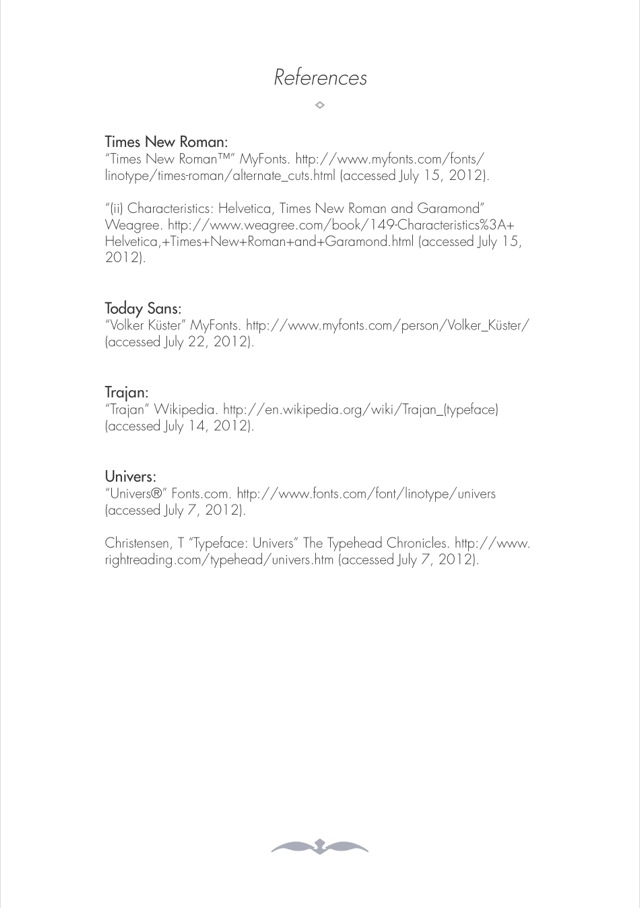 References
Times New Roman:
“Times New Roman™” MyFonts. http://www.myfonts.com/fonts/
linotype/times-roman/alternate_cuts.html (accessed July 15, 2012).
“(ii) Characteristics: Helvetica, Times New Roman and Garamond”
Weagree. http://www.weagree.com/book/149-Characteristics%3A+
Helvetica,+Times+New+Roman+and+Garamond.html (accessed July 15,
2012).
Today Sans:
“Volker Küster” MyFonts. http://www.myfonts.com/person/Volker_Küster/
(accessed July 22, 2012).
Trajan:
“Trajan” Wikipedia. http://en.wikipedia.org/wiki/Trajan_(typeface)
(accessed July 14, 2012).
Univers:
“Univers®” Fonts.com. http://www.fonts.com/font/linotype/univers
(accessed July 7, 2012).
Christensen, T “Typeface: Univers” The Typehead Chronicles. http://www.
rightreading.com/typehead/univers.htm (accessed July 7, 2012).